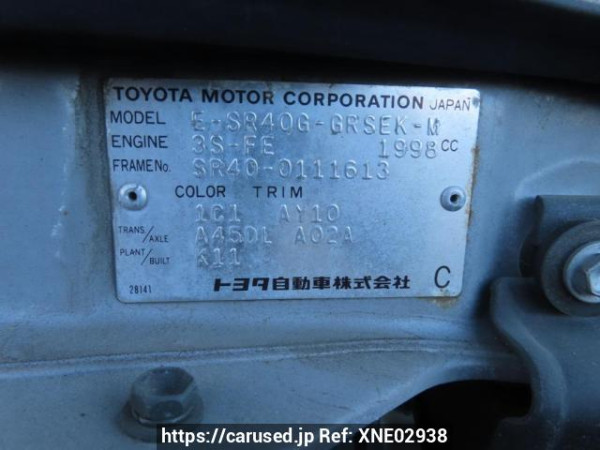 TOYOTA MOTOR CORPORATION JAPAN
MODEL E-SR40G-GRSEK-M
ENGINE 3S-FE 1998 CC
FRAME No. SR40-0111613
COLOR TRIM
1C1 AY10
TRANS./AXLE A45DL A02A
PLANT/BUILT K11
28141 トヨタ自動車株式会社 C
https://carused.jp Ref: XNE02938